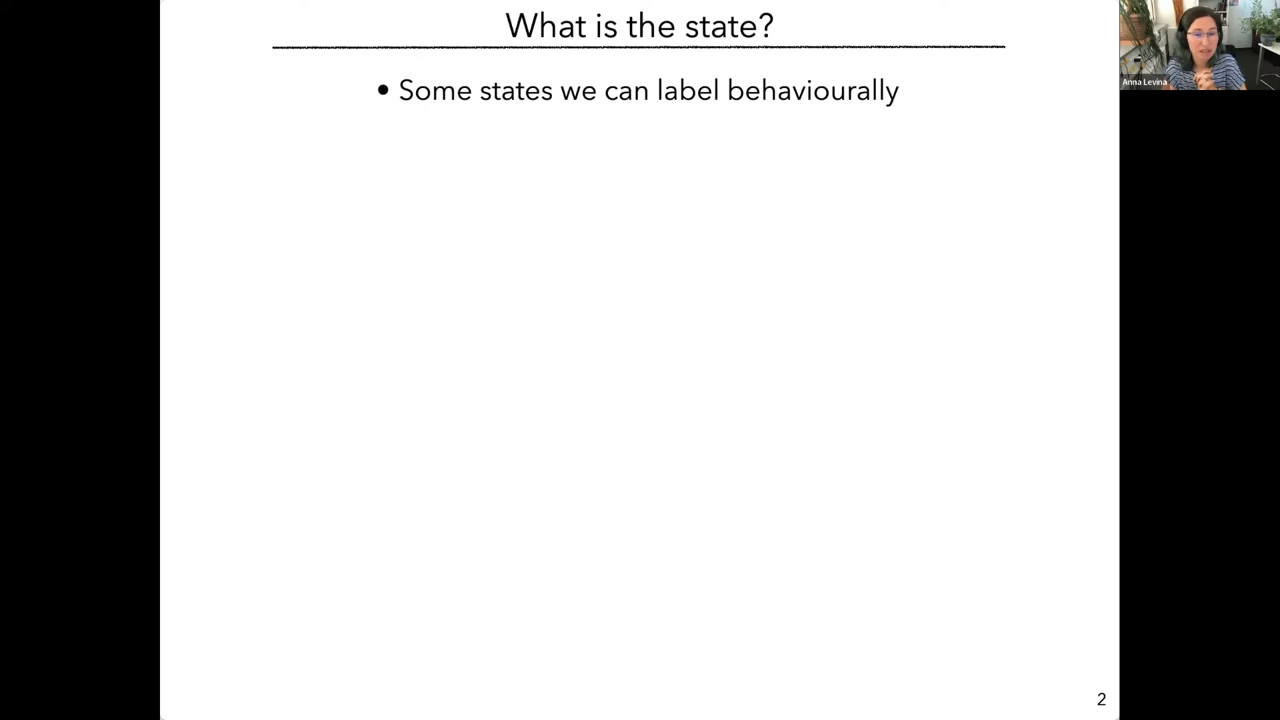 What is the state?
• Some states we can label behaviourally
Anna Levina
2